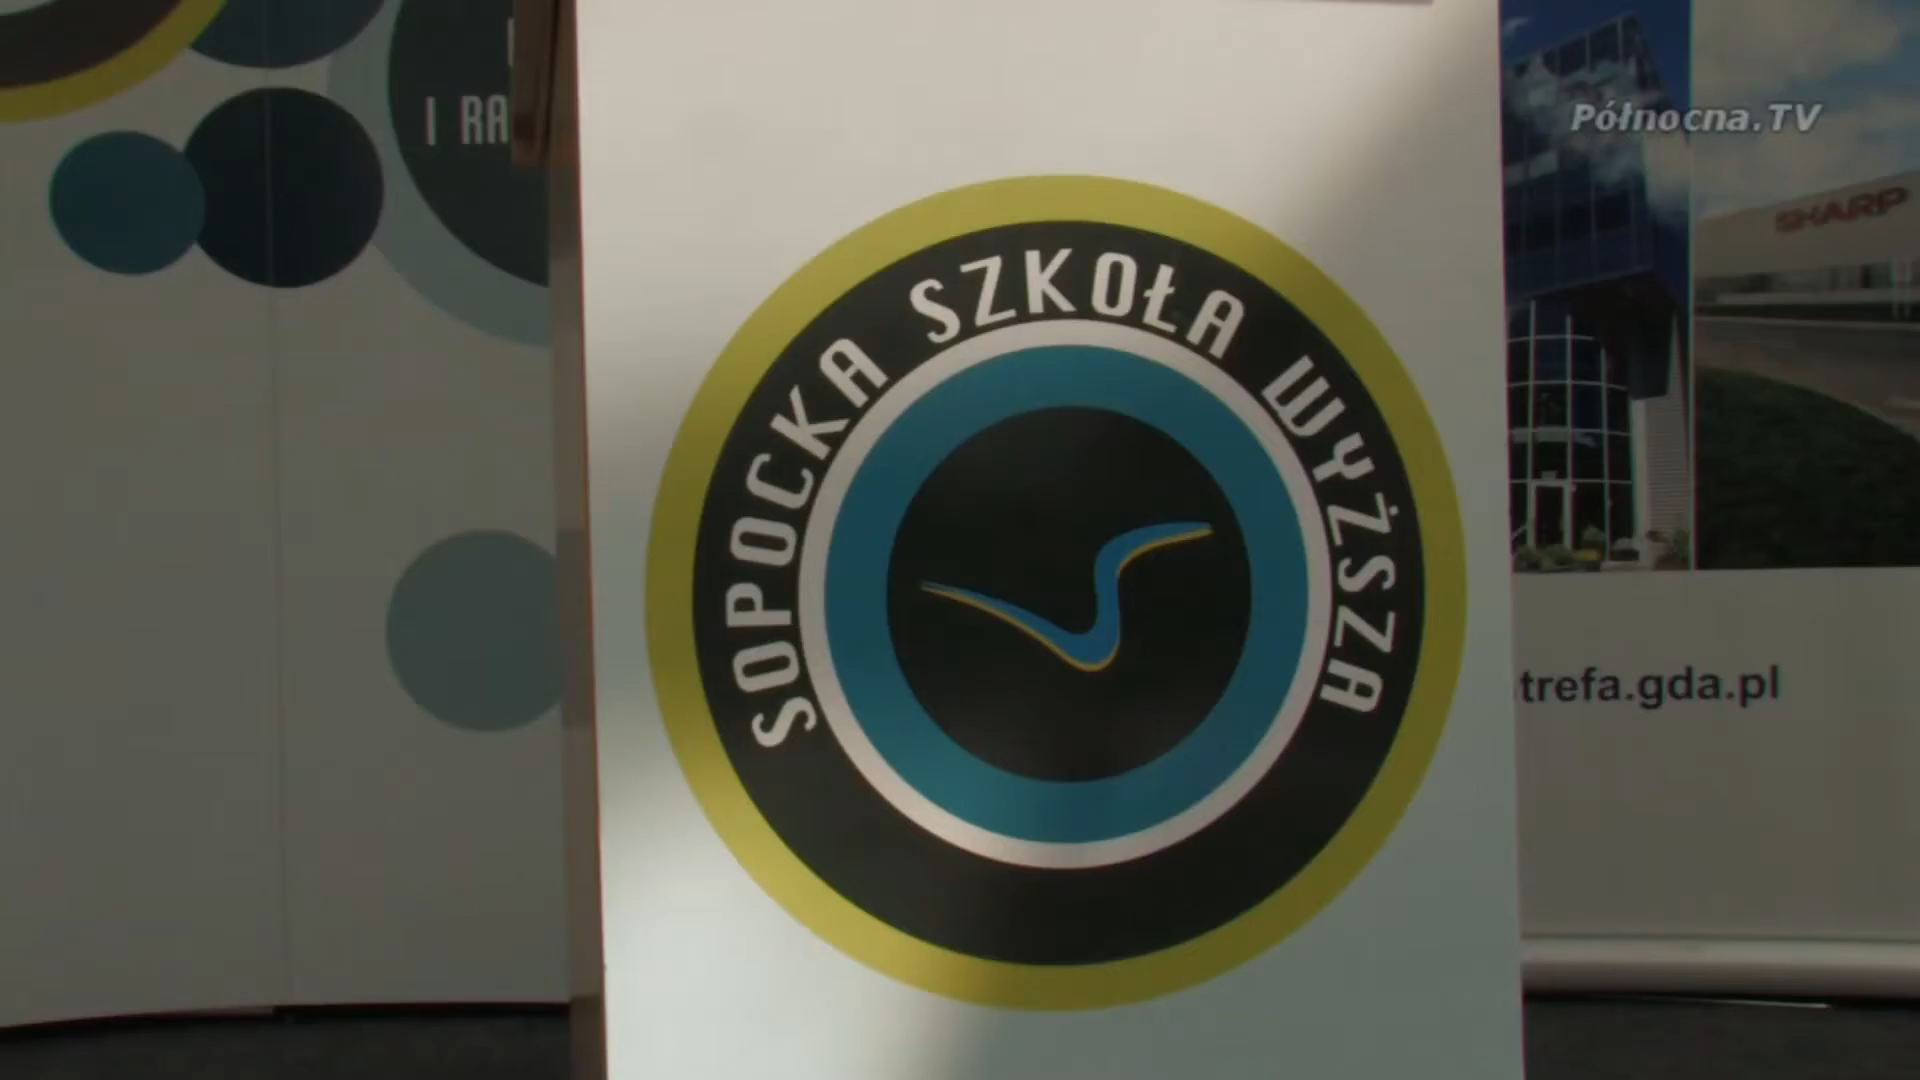 I RA
Północna.TV
SHARP
SOPOCKA SZKOŁA WYŻSZA
trefa.gda.pl